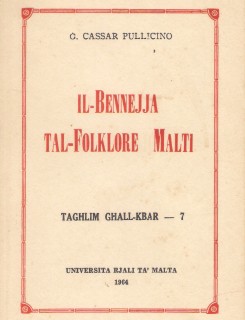 G. CASSAR PULLICINO
IL-BENNEJJA
TAL-FOLKLORE MALTI
TAGHLIM GHALL-KBAR — 7
UNIVERSITA RJALI TA' MALTA
1964